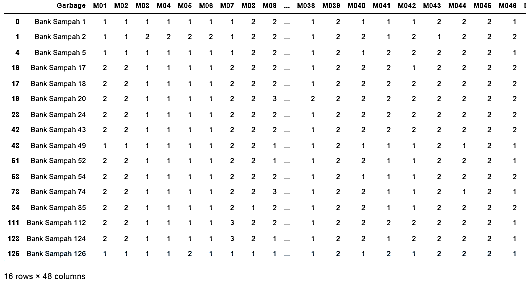 Garbage M01 M02 M03 M04 M05 M06 M07 M08 M09 ... M038 M039 M040 M041 M042 M043 M044 M045 M046
0 Bank Sampah 1 1 1 1 1 1 1 1 2 2 ... 1 1 1 1 1 2 2 2 1
1 Bank Sampah 2 1 1 2 2 2 2 1 2 2 ... 1 2 2 1 2 1 2 2 1
4 Bank Sampah 5 1 1 1 1 1 1 1 2 2 ... 1 2 1 2 2 2 2 2 1
16 Bank Sampah 17 2 2 1 1 1 1 2 2 2 ... 1 2 2 2 1 2 2 2 2
17 Bank Sampah 18 2 2 1 1 1 1 2 2 2 ... 1 2 2 2 2 2 2 2 2
19 Bank Sampah 20 2 2 1 1 1 1 2 2 3 ... 2 2 2 1 2 2 2 2 2
23 Bank Sampah 24 2 2 1 1 1 1 2 2 2 ... 1 2 2 2 2 2 2 2 2
42 Bank Sampah 43 2 2 1 1 1 1 2 2 2 ... 1 2 2 2 2 2 2 2 2
48 Bank Sampah 49 1 1 1 1 1 1 2 2 1 ... 1 2 1 1 2 2 1 2 1
51 Bank Sampah 52 2 2 1 1 1 1 2 2 1 ... 1 2 2 1 2 2 2 2 1
53 Bank Sampah 54 2 2 1 1 1 1 2 2 2 ... 1 2 1 1 2 2 2 2 1
73 Bank Sampah 74 2 2 1 1 1 1 2 2 3 ... 1 2 2 1 2 2 1 2 2
84 Bank Sampah 85 2 2 1 1 1 1 2 1 2 ... 1 2 2 1 2 2 2 2 2
111 Bank Sampah 112 2 2 1 1 1 1 3 2 2 ... 1 2 2 2 2 2 2 2 1
123 Bank Sampah 124 2 2 1 1 1 1 3 2 1 ... 1 2 2 1 2 2 2 2 1
125 Bank Sampah 126 1 1 1 1 2 1 1 1 1 ... 1 2 1 2 1 2 2 2 1
16 rows × 48 columns